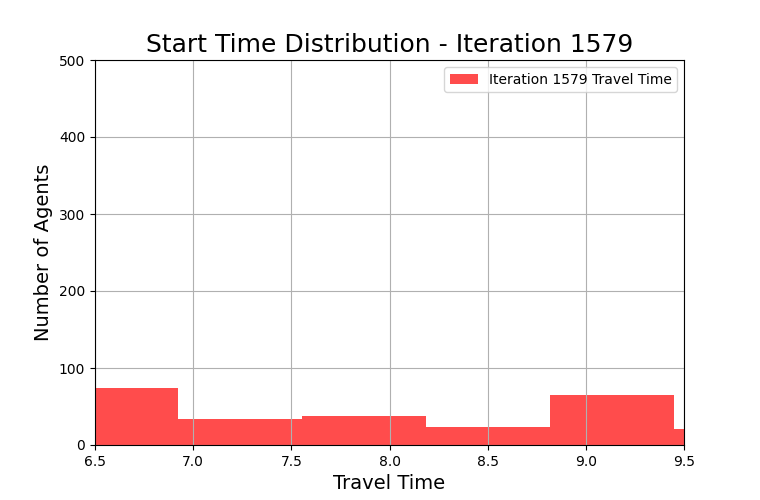 Start Time Distribution - Iteration 1579
Iteration 1579 Travel Time
Number of Agents
500
400
300
200
100
0
6.5 7.0 7.5 8.0 8.5 9.0 9.5
Travel Time